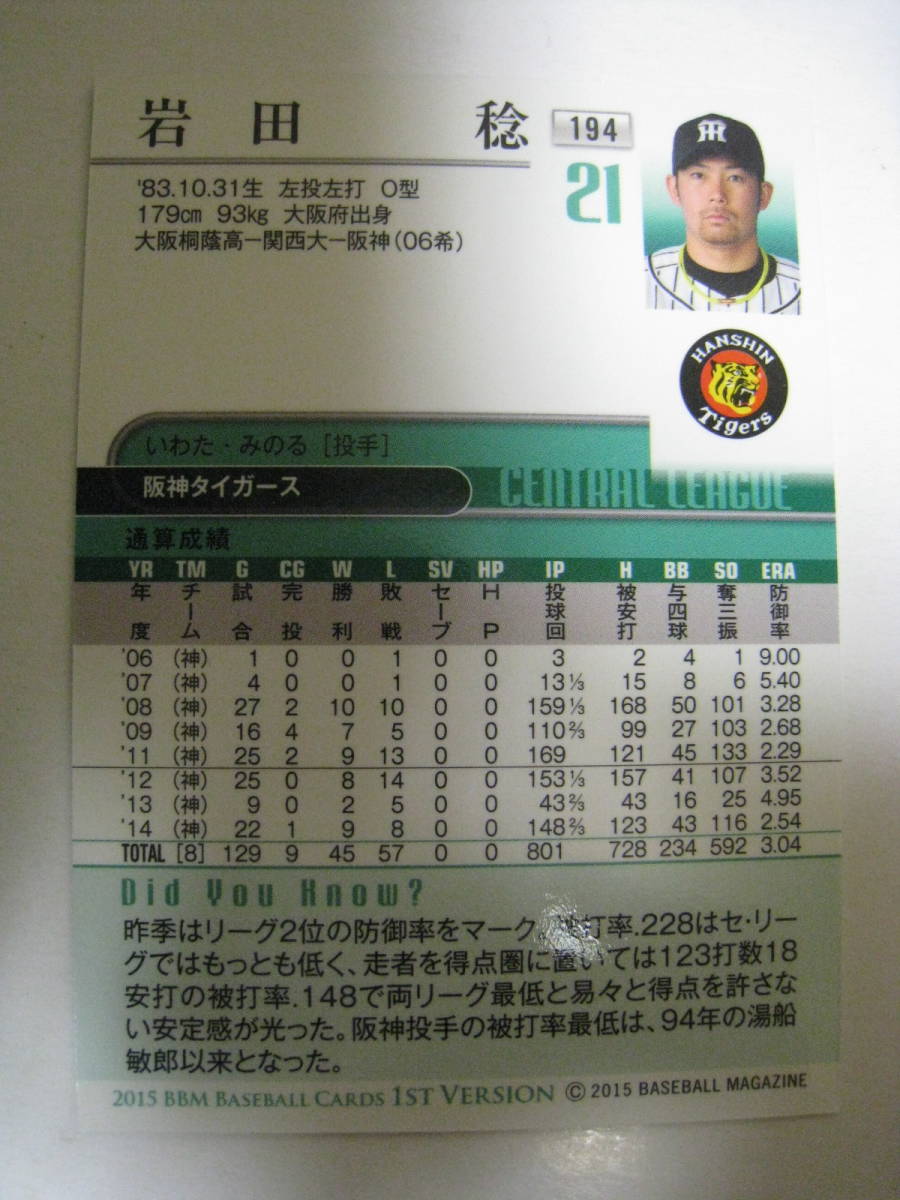 岩田 稔 194
21
'83.10.31生 左投左打 O型
179cm 93kg 大阪府出身
大阪桐蔭高ー関西大ー阪神(06希)
HANSHIN
Tigers
いわた・みのる [投手]
阪神タイガース CENTRAL LEAGUE
通算成績
YR TM G CG W L SV HP IP H BB SO ERA
年度 チーム 試合 完投 勝利 敗戦 セーブ HP 投球回 被安打 与四球 奪三振 防御率
'06 (神) 1 0 0 1 0 0 3 2 4 1 9.00
'07 (神) 4 0 0 1 0 0 13⅓ 15 8 6 5.40
'08 (神) 27 2 10 10 0 0 159⅓ 168 50 101 3.28
'09 (神) 16 4 7 5 0 0 110⅔ 99 27 103 2.68
'11 (神) 25 2 9 13 0 0 169 121 45 133 2.29
'12 (神) 25 0 8 14 0 0 153⅓ 157 41 107 3.52
'13 (神) 9 0 2 5 0 0 43⅔ 43 16 25 4.95
'14 (神) 22 1 9 8 0 0 148⅔ 123 43 116 2.54
TOTAL [8] 129 9 45 57 0 0 801 728 234 592 3.04
Did You Know?
昨季はリーグ2位の防御率をマーク。打率.228はセ・リー
グではもっとも低く、走者を得点圏に置いては123打数18
安打の被打率.148で両リーグ最低と易々と得点を許さな
い安定感が光った。阪神投手の被打率最低は、94年の湯船
敏郎以来となった。
2015 BBM BASEBALL CARDS 1ST VERSION © 2015 BASEBALL MAGAZINE